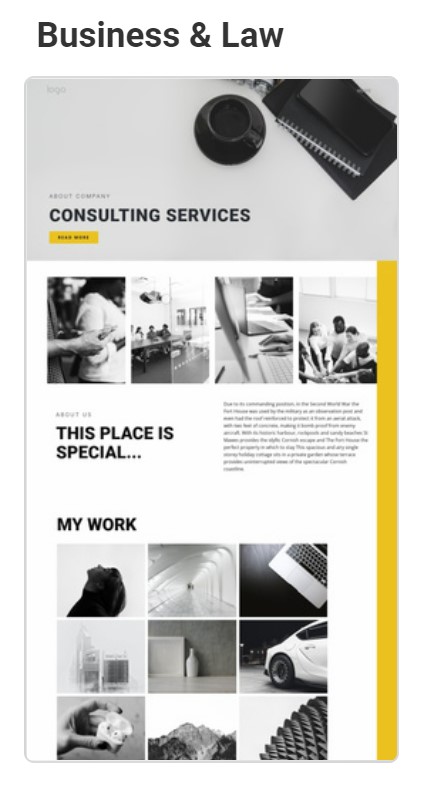 Business & Law
logo
ABOUT COMPANY
CONSULTING SERVICES
READ MORE
ABOUT US
THIS PLACE IS
SPECIAL...
Due to its commanding position, in the Second World War the
Fort House was used by the military as an observation post and
even had the roof reinforced to protect it from an aerial attack,
with two feet of concrete, making it bomb proof from enemy
aircraft. With its historic harbour, rockpools and sandy beaches St
Mawes provides the idyllic Cornish escape and The Fort House the
perfect property in which to stay This spacious and any single
storey holiday cottage sits in a private garden whose terrace
provides uninterrupted views of the spectacular Cornish
coastline.
MY WORK